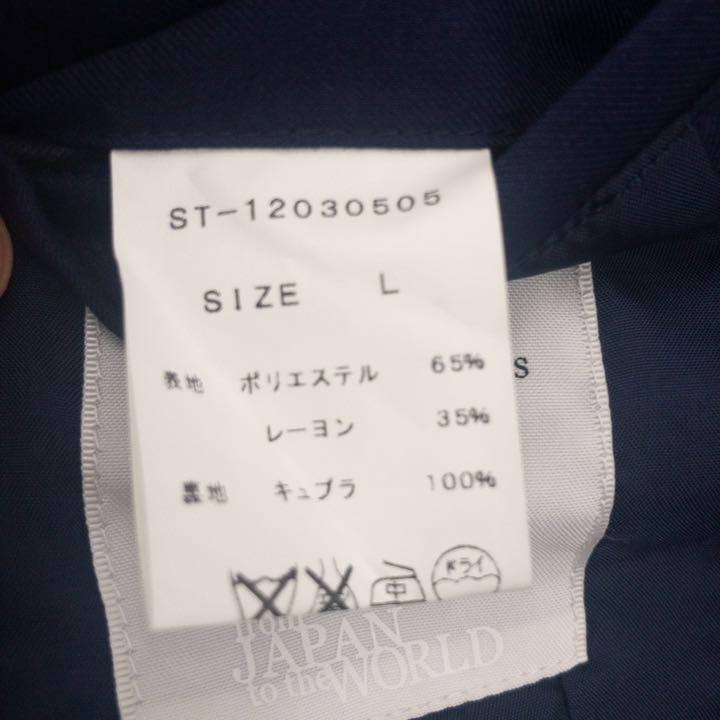 ST-12030505
SIZE L
表地 ポリエステル 65%
レーヨン 35%
裏地 キュプラ 100%
S
中 ドライ
from
JAPAN
to the WORLD